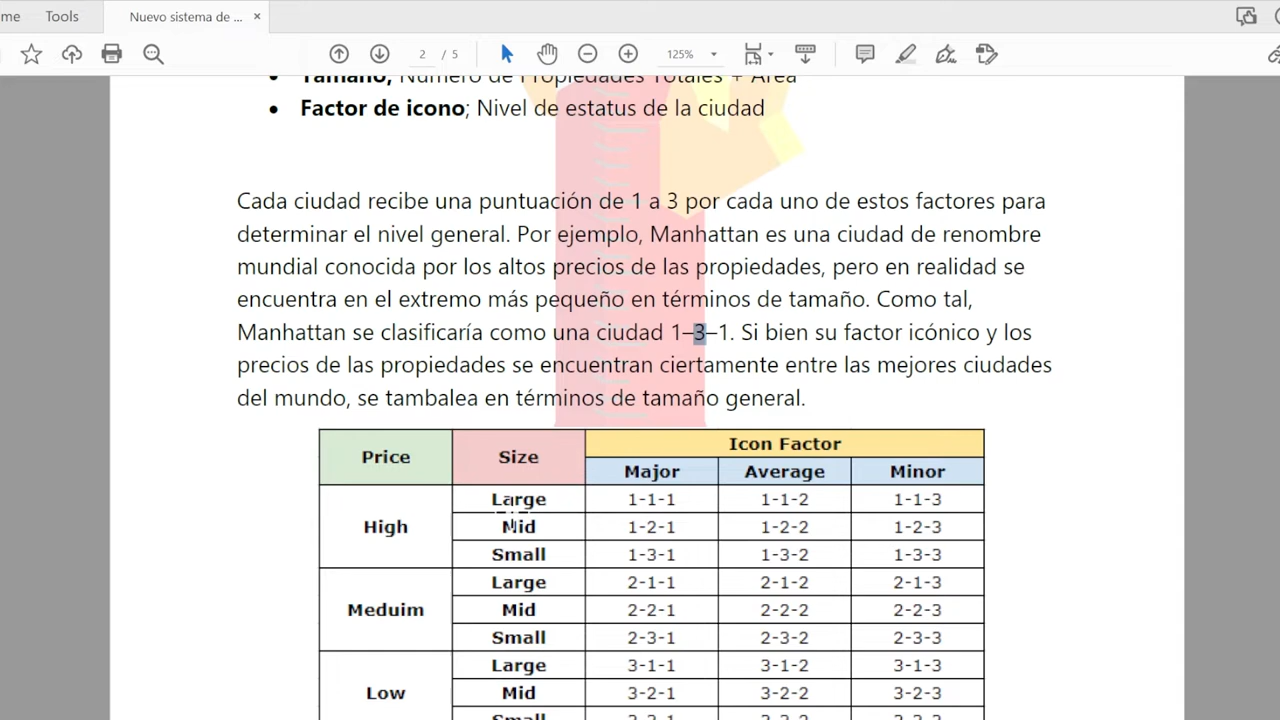 me
Tools
Nuevo sistema de ...
×
2 / 5
125%
• Tamaño, Número de Propiedades Totales + Área
• Factor de icono; Nivel de estatus de la ciudad
Cada ciudad recibe una puntuación de 1 a 3 por cada uno de estos factores para
determinar el nivel general. Por ejemplo, Manhattan es una ciudad de renombre
mundial conocida por los altos precios de las propiedades, pero en realidad se
encuentra en el extremo más pequeño en términos de tamaño. Como tal,
Manhattan se clasificaría como una ciudad 1–3–1. Si bien su factor icónico y los
precios de las propiedades se encuentran ciertamente entre las mejores ciudades
del mundo, se tambalea en términos de tamaño general.
Price Size Icon Factor
Major Average Minor
High Large 1-1-1 1-1-2 1-1-3
Mid 1-2-1 1-2-2 1-2-3
Small 1-3-1 1-3-2 1-3-3
Meduim Large 2-1-1 2-1-2 2-1-3
Mid 2-2-1 2-2-2 2-2-3
Small 2-3-1 2-3-2 2-3-3
Low Large 3-1-1 3-1-2 3-1-3
Mid 3-2-1 3-2-2 3-2-3